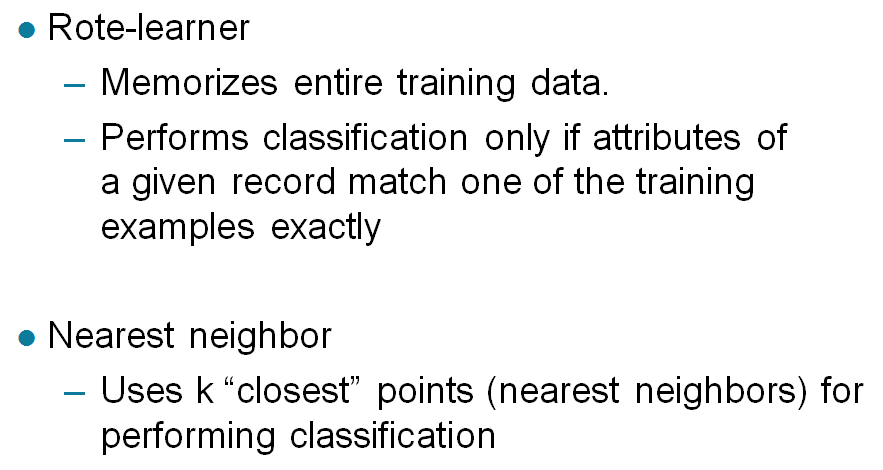 ● Rote-learner
– Memorizes entire training data.
– Performs classification only if attributes of
a given record match one of the training
examples exactly
● Nearest neighbor
– Uses k “closest” points (nearest neighbors) for
performing classification